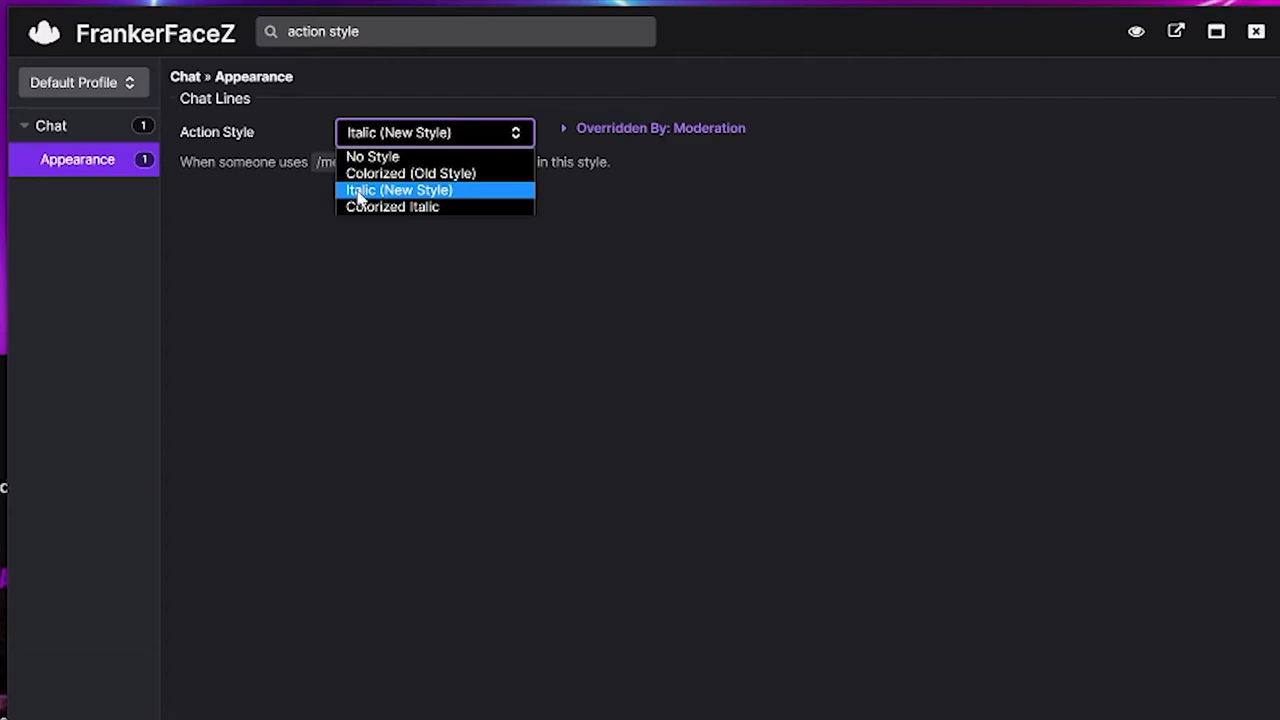 FrankerFaceZ
action style
Default Profile
Chat » Appearance
Chat Lines
Chat 1
Appearance 1
Action Style
Italic (New Style)
Overridden By: Moderation
When someone uses /me in this style.
No Style
Colorized (Old Style)
Italic (New Style)
Colorized Italic